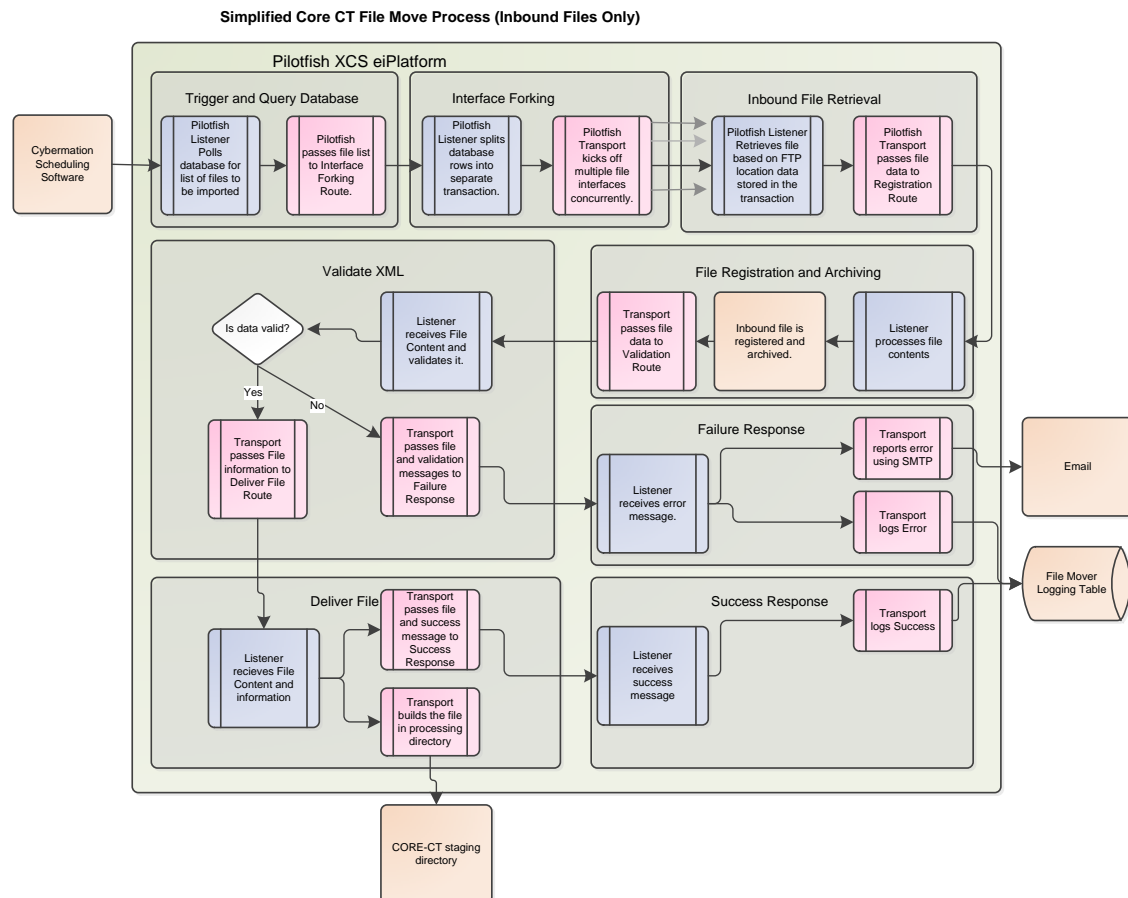 Simplified Core CT File Move Process (Inbound Files Only)
Pilotfish XCS eiPlatform
Trigger and Query Database
Interface Forking
Inbound File Retrieval
Cybermation
Scheduling
Software
Pilotfish
Listener
Polls
database for
list of files to
be imported
Pilotfish
passes file list
to Interface
Forking
Route.
Pilotfish
Listener splits
database
rows into
separate
transaction.
Pilotfish
Transport
kicks off
multiple file
interfaces
concurrently.
Pilotfish Listener
Retrieves file
based on FTP
location data
stored in the
transaction
Pilotfish
Transport
passes file
data to
Registration
Route
Validate XML
File Registration and Archiving
Is data valid?
Listener
receives File
Content and
validates it.
Transport
passes file
data to
Validation
Route
Inbound file is
registered and
archived.
Listener
processes file
contents
Yes
No
Transport
passes File
information to
Deliver File
Route
Transport
passes file
and validation
messages to
Failure
Response
Failure Response
Listener
receives error
message.
Transport
reports error
using SMTP
Transport
logs Error
Email
File Mover
Logging Table
Deliver File
Listener
recieves File
Content and
information
Transport
passes file
and success
message to
Success
Response
Transport
builds the file
in processing
directory
Success Response
Listener
receives
success
message
Transport
logs Success
CORE-CT staging
directory